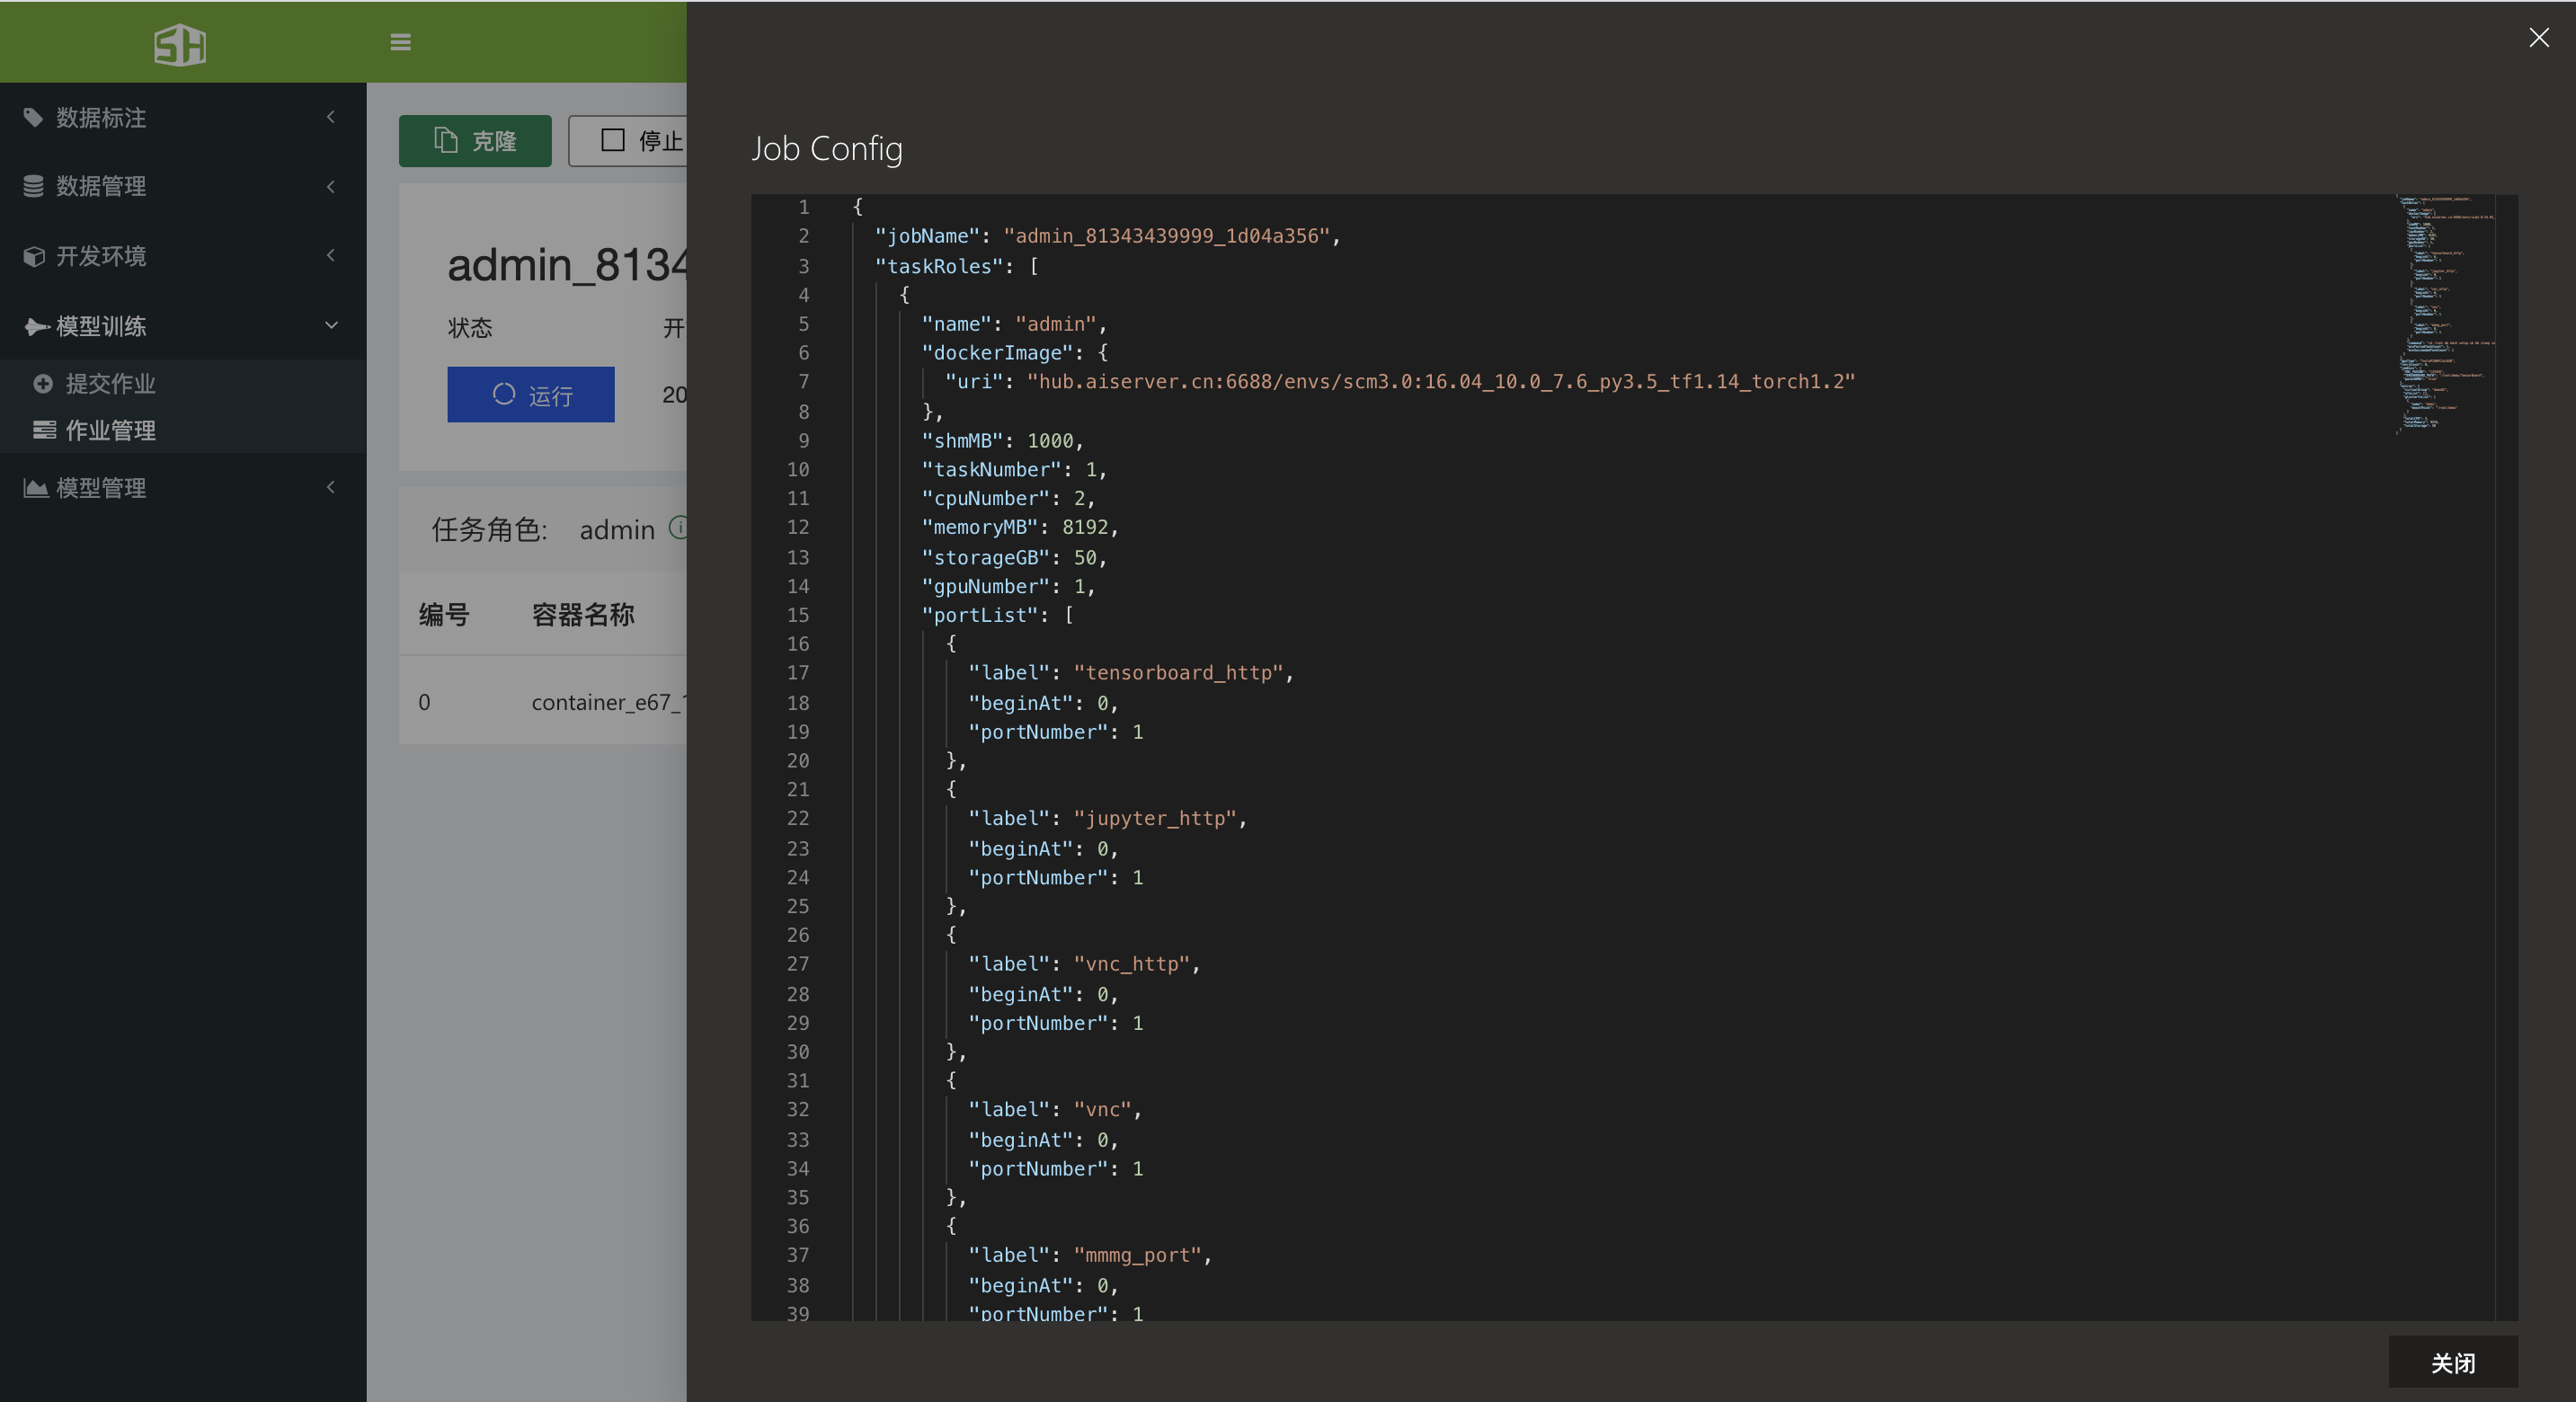 SH
数据标注
数据管理
开发环境
模型训练
提交作业
作业管理
模型管理
克隆
停止
admin_8134
状态
开
运行
20
任务角色: admin
编号 容器名称
0 container_e67_1
Job Config
1 {
2 "jobName": "admin_81343439999_1d04a356",
3 "taskRoles": [
4 {
5 "name": "admin",
6 "dockerImage": {
7 "uri": "hub.aiserver.cn:6688/envs/scm3.0:16.04_10.0_7.6_py3.5_tf1.14_torch1.2"
8 },
9 "shmMB": 1000,
10 "taskNumber": 1,
11 "cpuNumber": 2,
12 "memoryMB": 8192,
13 "storageGB": 50,
14 "gpuNumber": 1,
15 "portList": [
16 {
17 "label": "tensorboard_http",
18 "beginAt": 0,
19 "portNumber": 1
20 },
21 {
22 "label": "jupyter_http",
23 "beginAt": 0,
24 "portNumber": 1
25 },
26 {
27 "label": "vnc_http",
28 "beginAt": 0,
29 "portNumber": 1
30 },
31 {
32 "label": "vnc",
33 "beginAt": 0,
34 "portNumber": 1
35 },
36 {
37 "label": "mmmg_port",
38 "beginAt": 0,
39 "portNumber": 1
关闭